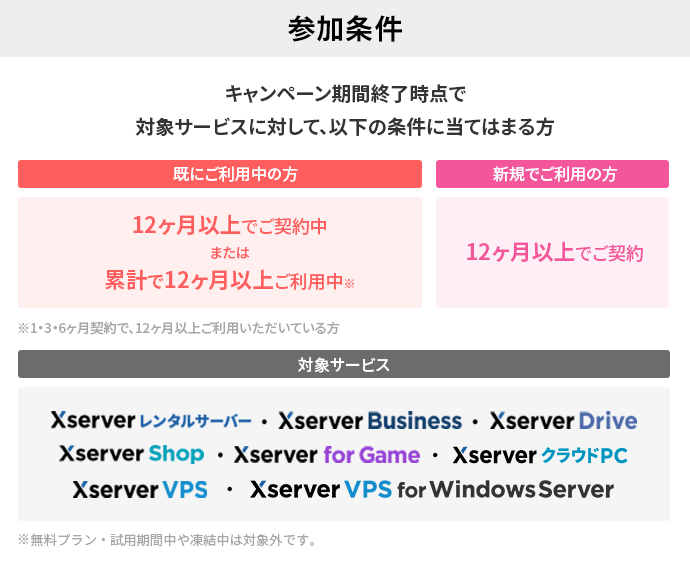 参加条件
キャンペーン期間終了時点で
対象サービスに対して、以下の条件に当てはまる方
既にご利用中の方
12ヶ月以上でご契約中
または
累計で12ヶ月以上ご利用中※
新規でご利用の方
12ヶ月以上でご契約
※1・3・6ヶ月契約で、12ヶ月以上ご利用いただいている方
対象サービス
Xserver レンタルサーバー ・ Xserver Business ・ Xserver Drive
Xserver Shop ・ Xserver for Game ・ Xserver クラウドPC
Xserver VPS ・ Xserver VPS for Windows Server
※無料プラン・試用期間中や凍結中は対象外です。